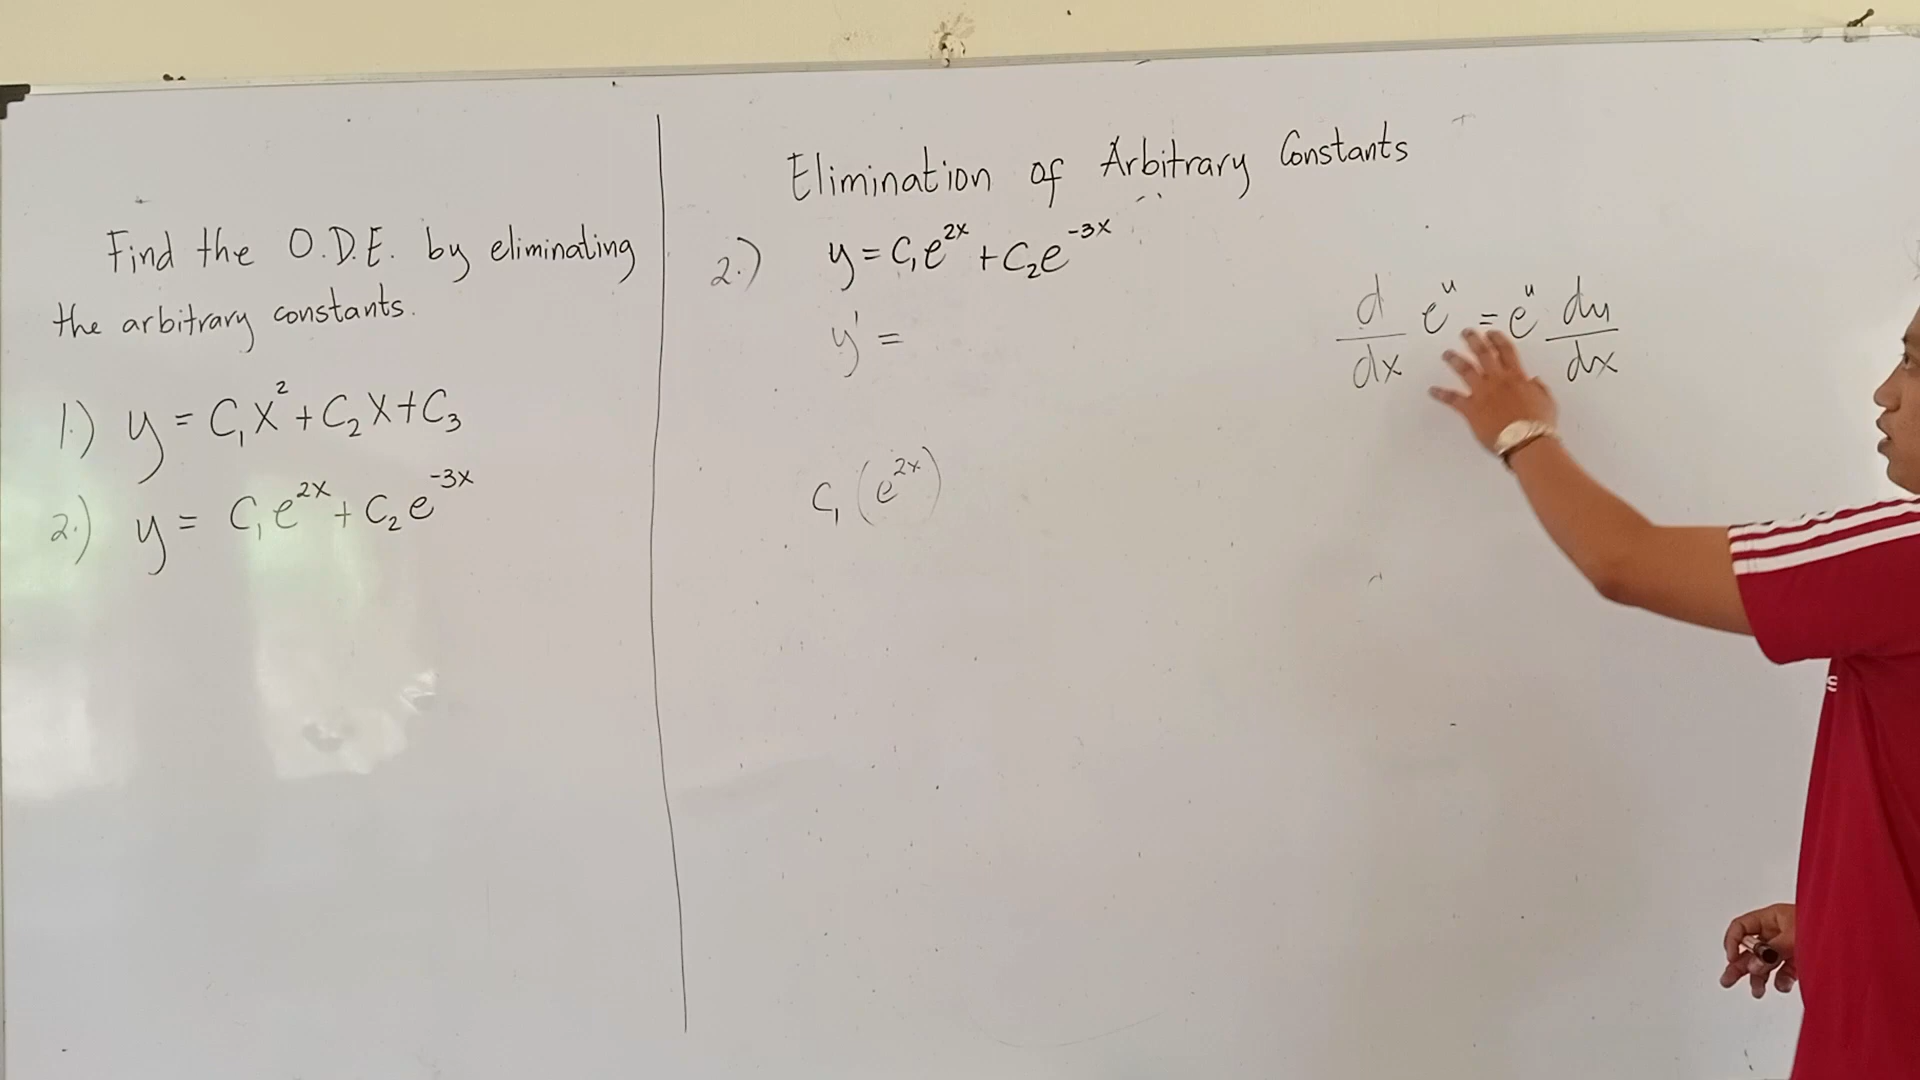 Find the O.D.E. by eliminating
the arbitrary constants.
1.) y = C₁x² + C₂x + C₃
2.) y = C₁e²ˣ + C₂e⁻³ˣ
Elimination of Arbitrary Constants
2.) y = C₁e²ˣ + C₂e⁻³ˣ
y' =
C₁(e²ˣ)
d/dx eᵘ = eᵘ du/dx